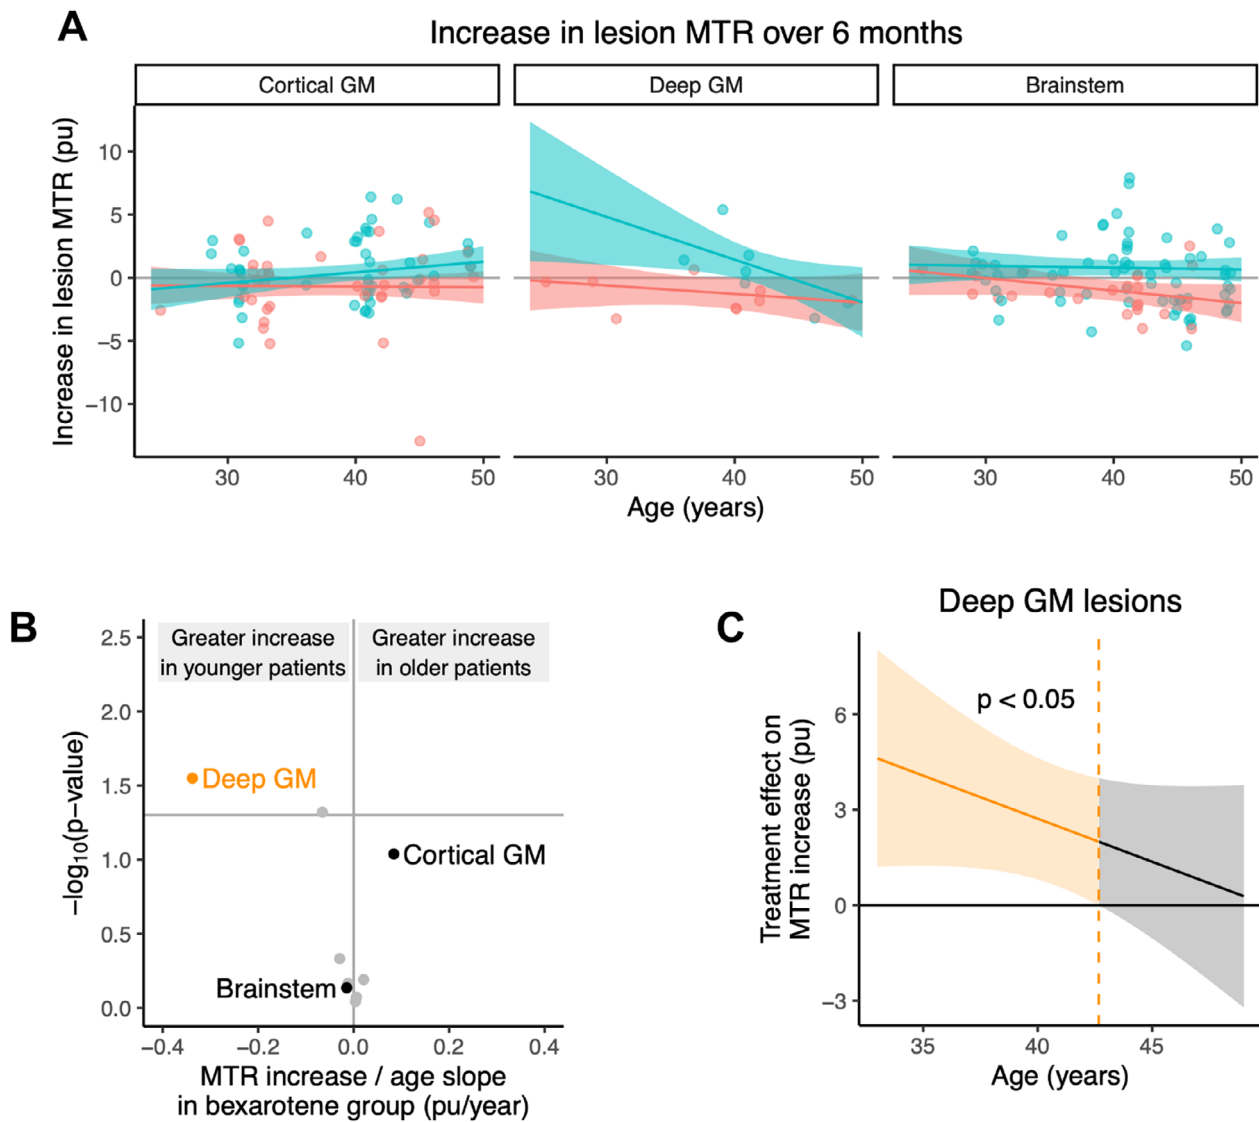 A
Increase in lesion MTR over 6 months
Cortical GM
Deep GM
Brainstem
Increase in lesion MTR (pu)
10
5
0
−5
−10
30
40
50
30
40
50
30
40
50
Age (years)
B
Greater increase
in younger patients
Greater increase
in older patients
−log10(p−value)
2.5
2.0
1.5
1.0
0.5
0.0
Deep GM
Cortical GM
Brainstem
−0.4
−0.2
0.0
0.2
0.4
MTR increase / age slope
in bexarotene group (pu/year)
C
Deep GM lesions
Treatment effect on
MTR increase (pu)
6
3
0
−3
p < 0.05
35
40
45
Age (years)